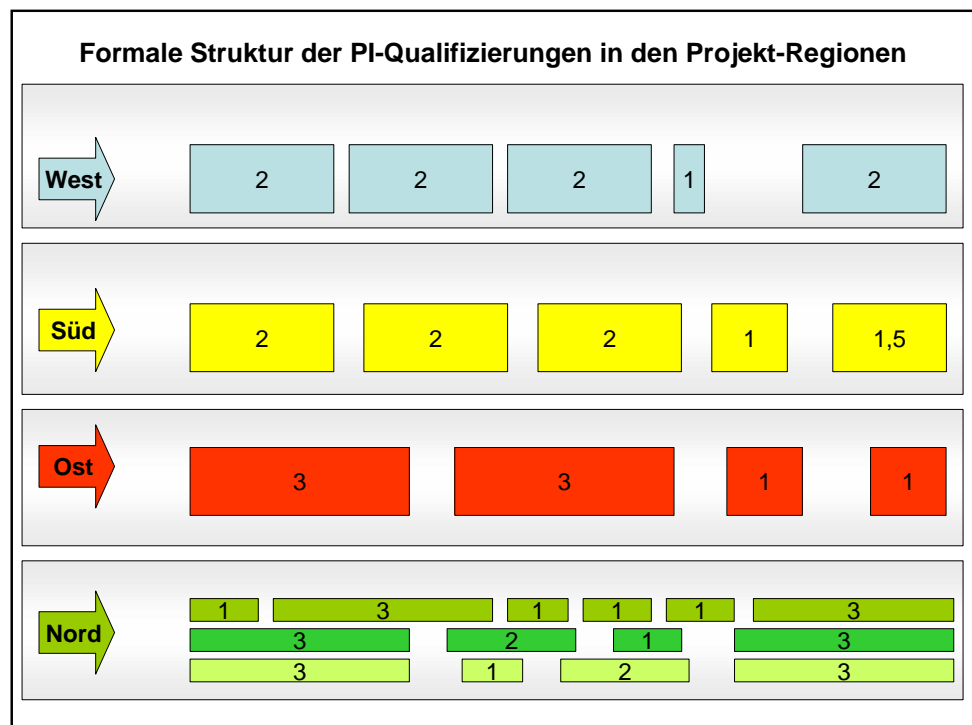 Formale Struktur der PI-Qualifizierungen in den Projekt-Regionen
West 2 2 2 1 2
Süd 2 2 2 1 1,5
Ost 3 3 1 1
1 3 1 1 1 3
Nord 3 2 1 3
3 1 2 3